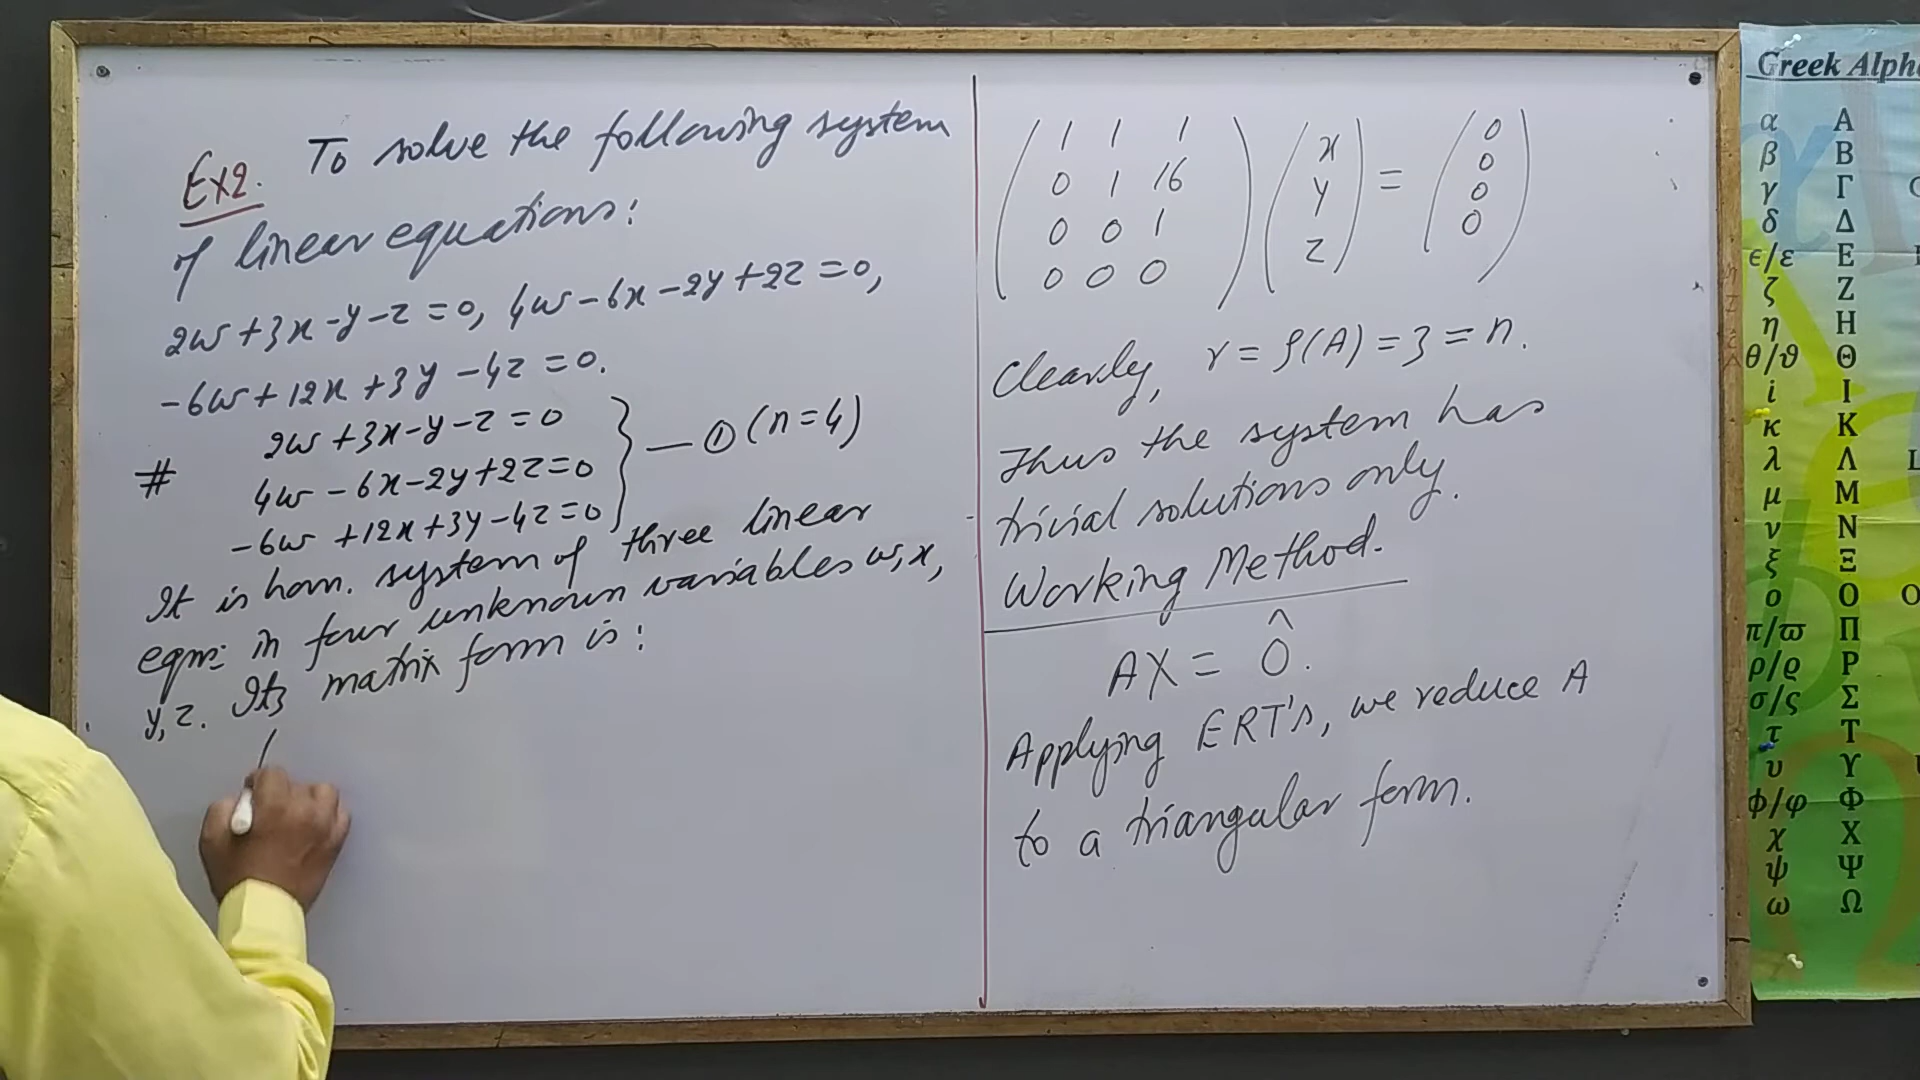 Ex2. To solve the following system
of linear equations:
2w+3x-y-z=0, 4w-6x-2y+2z=0,
-6w+12x+3y-4z=0.
# 2w+3x-y-z=0
4w-6x-2y+2z=0 } — ① (n=4)
-6w+12x+3y-4z=0
It is hom. system of three linear
eqns in four unknown variables w, x,
y, z. Its matrix form is:
(
( 1 1 1 ) ( x ) = ( 0 )
0 1 16 y 0
0 0 1 z 0
0 0 0 0
Clearly, r = ρ(A) = 3 = n.
Thus the system has
trivial solutions only.
Working Method.
AX = Ô.
Applying ERT's, we reduce A
to a triangular form.
Greek Alph
α Α
β Β
γ Γ
δ Δ
ϵ/ε Ε
ζ Ζ
η Η
θ/ϑ Θ
i Ι
κ Κ
λ Λ
μ Μ
ν Ν
ξ Ξ
ο Ο
π/ϖ Π
ρ/ϱ Ρ
σ/ς Σ
τ Τ
υ Υ
ϕ/φ Φ
χ Χ
ψ Ψ
ω Ω